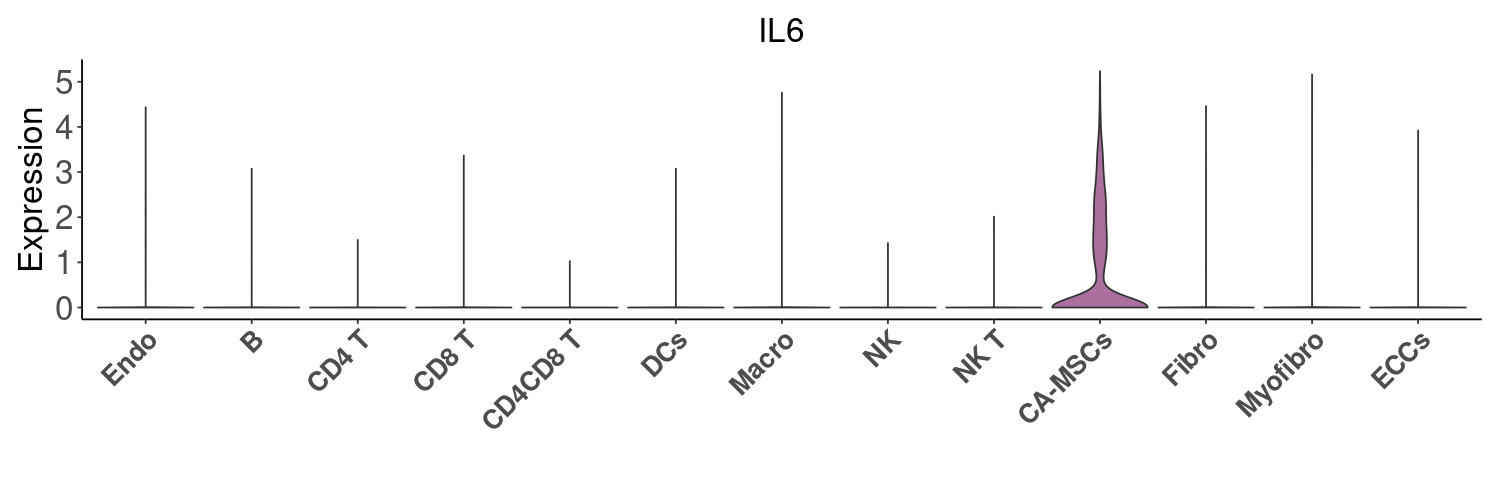 IL6
Expression
5
4
3
2
1
0
Endo
B
CD4 T
CD8 T
CD4CD8 T
DCs
Macro
NK
NK T
CA-MSCs
Fibro
Myofibro
ECCs